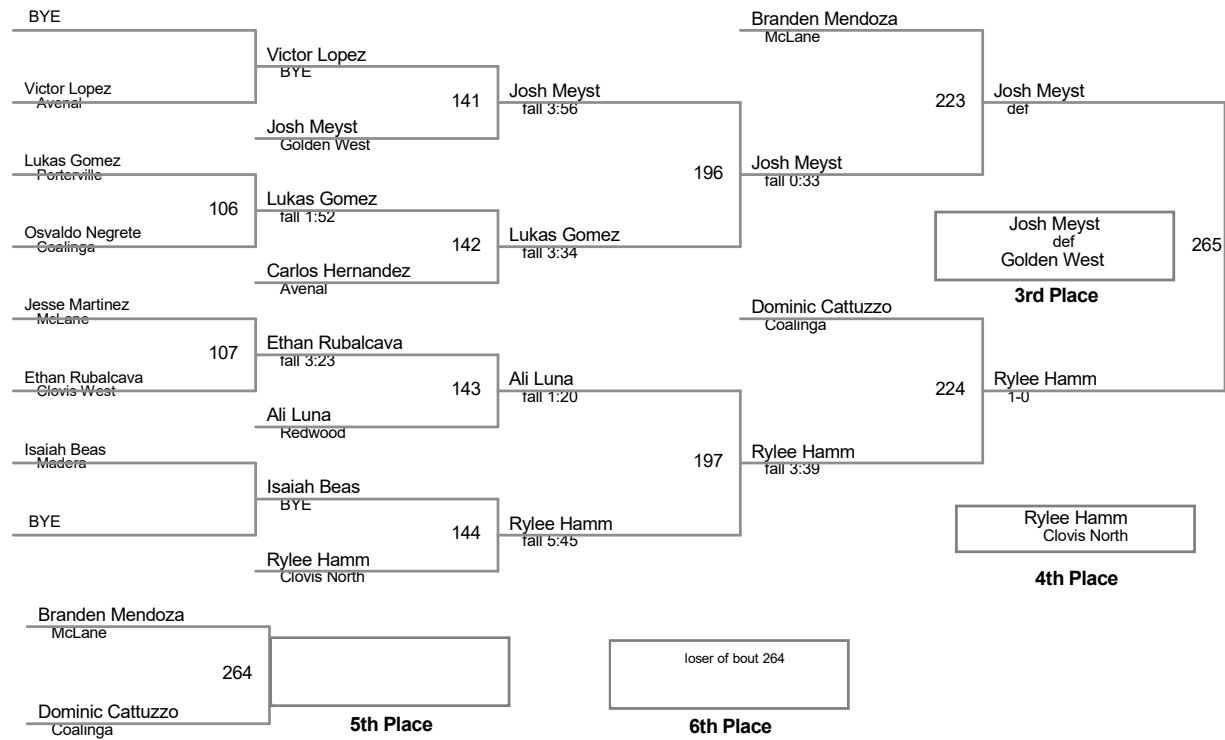 BYE
Victor Lopez
Avenal
Lukas Gomez
Porterville
Osvaldo Negrete
Coalinga
Jesse Martinez
McLane
Ethan Rubalcava
Clovis West
Isaiah Beas
Madera
BYE
106
107
Victor Lopez
BYE
Josh Meyst
Golden West
Lukas Gomez
fall 1:52
Carlos Hernandez
Avenal
Ethan Rubalcava
fall 3:23
Ali Luna
Redwood
Isaiah Beas
BYE
Rylee Hamm
Clovis North
141
142
143
144
Josh Meyst
fall 3:56
Lukas Gomez
fall 3:34
Ali Luna
fall 1:20
Rylee Hamm
fall 5:45
196
197
Branden Mendoza
McLane
Josh Meyst
fall 0:33
Dominic Cattuzzo
Coalinga
Rylee Hamm
fall 3:39
223
224
Josh Meyst
def
Rylee Hamm
1-0
265
Josh Meyst
def
Golden West
3rd Place
Rylee Hamm
Clovis North
4th Place
Branden Mendoza
McLane
264
Dominic Cattuzzo
Coalinga
5th Place
loser of bout 264
6th Place